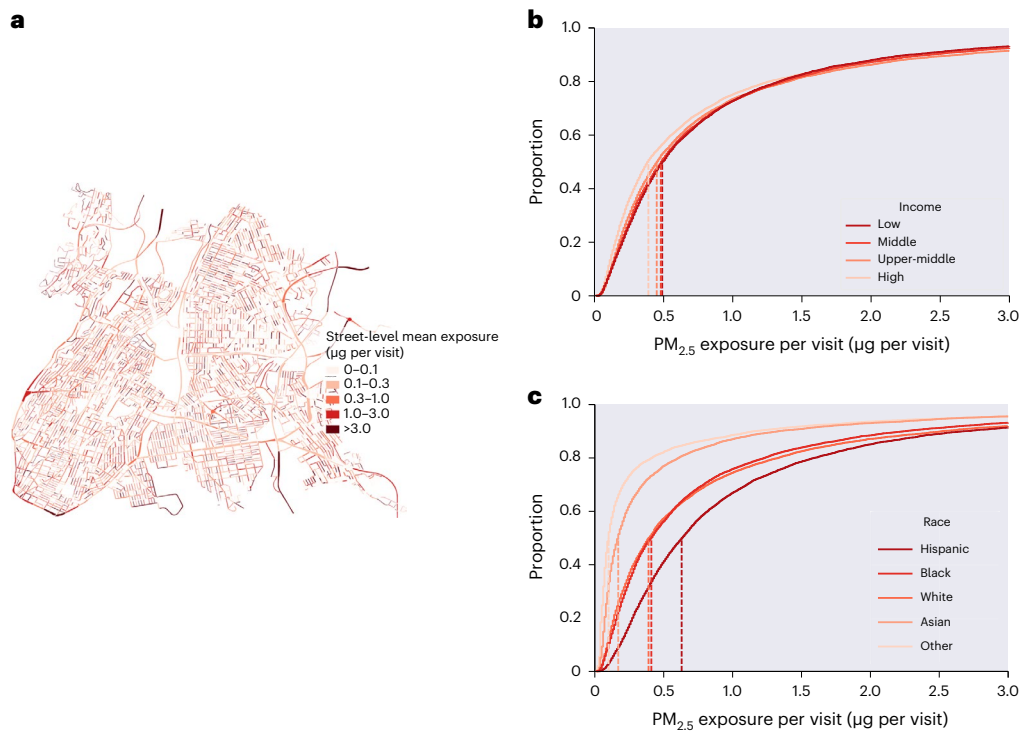 a
Street-level mean exposure
(µg per visit)
0–0.1
0.1–0.3
0.3–1.0
1.0–3.0
>3.0
b
1.0
0.8
0.6
0.4
0.2
0
Proportion
Income
Low
Middle
Upper-middle
High
0 0.5 1.0 1.5 2.0 2.5 3.0
PM2.5 exposure per visit (µg per visit)
c
1.0
0.8
0.6
0.4
0.2
0
Proportion
Race
Hispanic
Black
White
Asian
Other
0 0.5 1.0 1.5 2.0 2.5 3.0
PM2.5 exposure per visit (µg per visit)